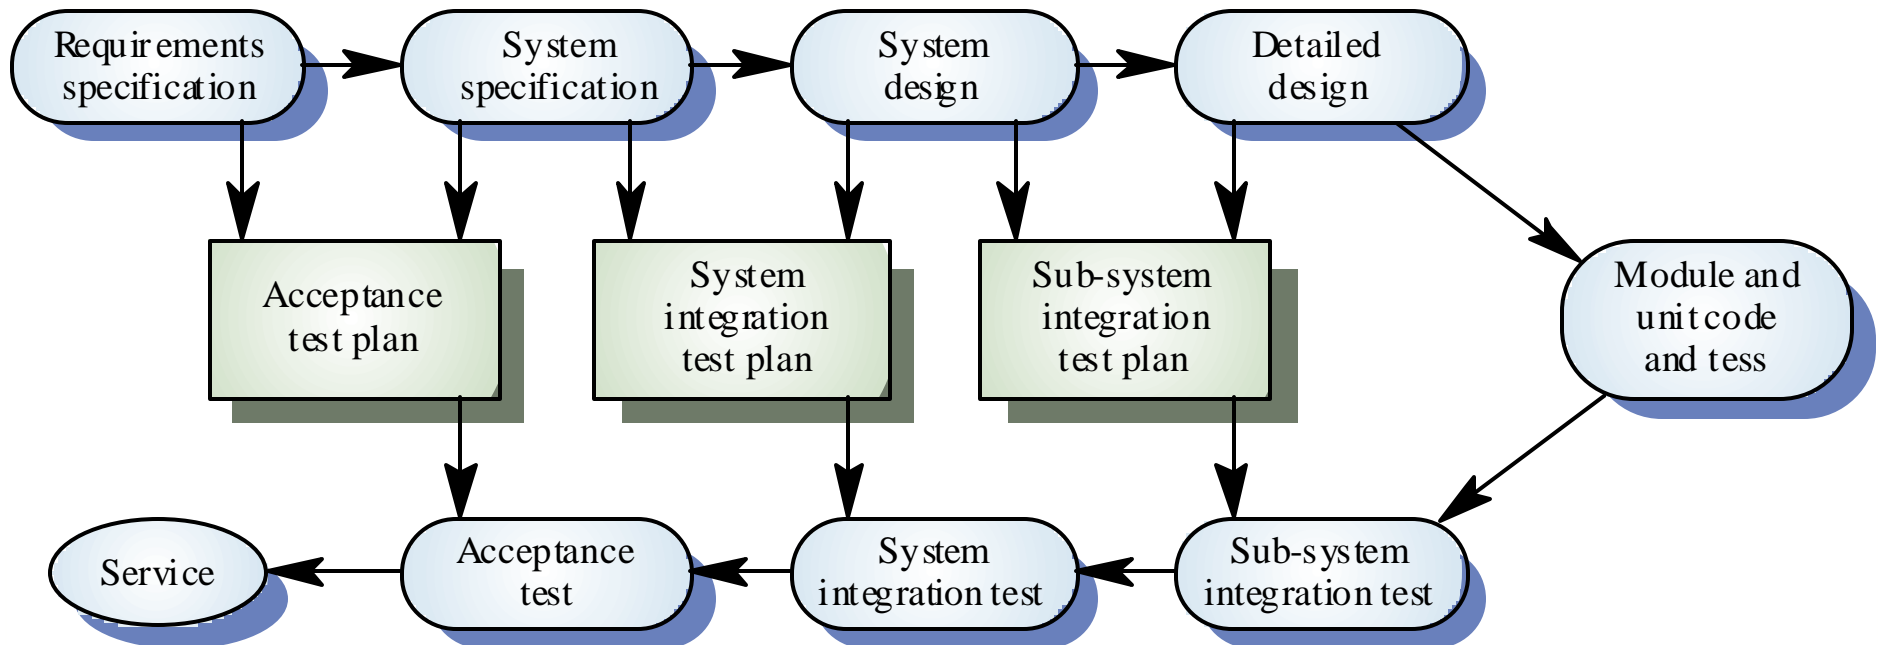 Requirements
specification
System
specification
System
design
Detailed
design
Acceptance
test plan
System
integration
test plan
Sub-system
integration
test plan
Module and
unit code
and tess
Service
Acceptance
test
System
integration test
Sub-system
integration test